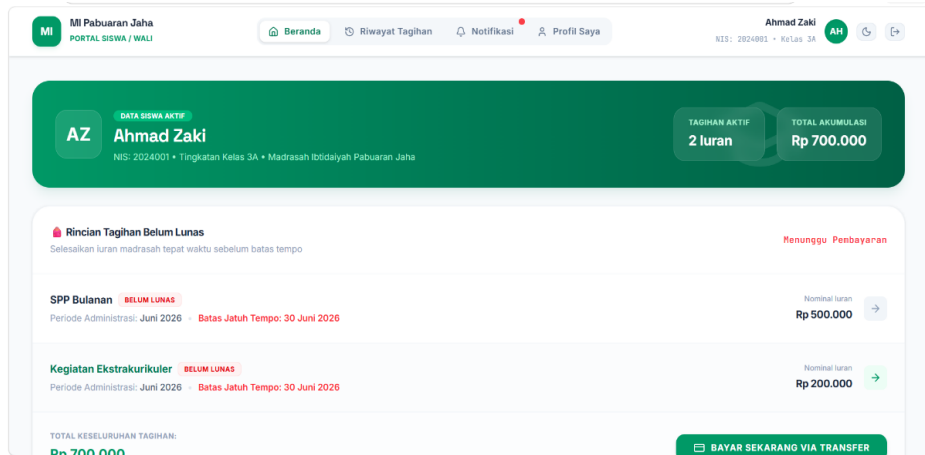 MI
MI Pabuaran Jaha
PORTAL SISWA / WALI
Beranda
Riwayat Tagihan
Notifikasi
Profil Saya
Ahmad Zaki
NIS: 2024001 • Kelas 3A
AH
AZ
DATA SISWA AKTIF
Ahmad Zaki
NIS: 2024001 • Tingkatan Kelas 3A • Madrasah Ibtidaiyah Pabuaran Jaha
TAGIHAN AKTIF
2 Iuran
TOTAL AKUMULASI
Rp 700.000
Rincian Tagihan Belum Lunas
Selesaikan iuran madrasah tepat waktu sebelum batas tempo
Menunggu Pembayaran
SPP Bulanan BELUM LUNAS
Periode Administrasi: Juni 2026 • Batas Jatuh Tempo: 30 Juni 2026
Nominal Iuran
Rp 500.000
Kegiatan Ekstrakurikuler BELUM LUNAS
Periode Administrasi: Juni 2026 • Batas Jatuh Tempo: 30 Juni 2026
Nominal Iuran
Rp 200.000
TOTAL KESELURUHAN TAGIHAN:
Rp 700.000
BAYAR SEKARANG VIA TRANSFER